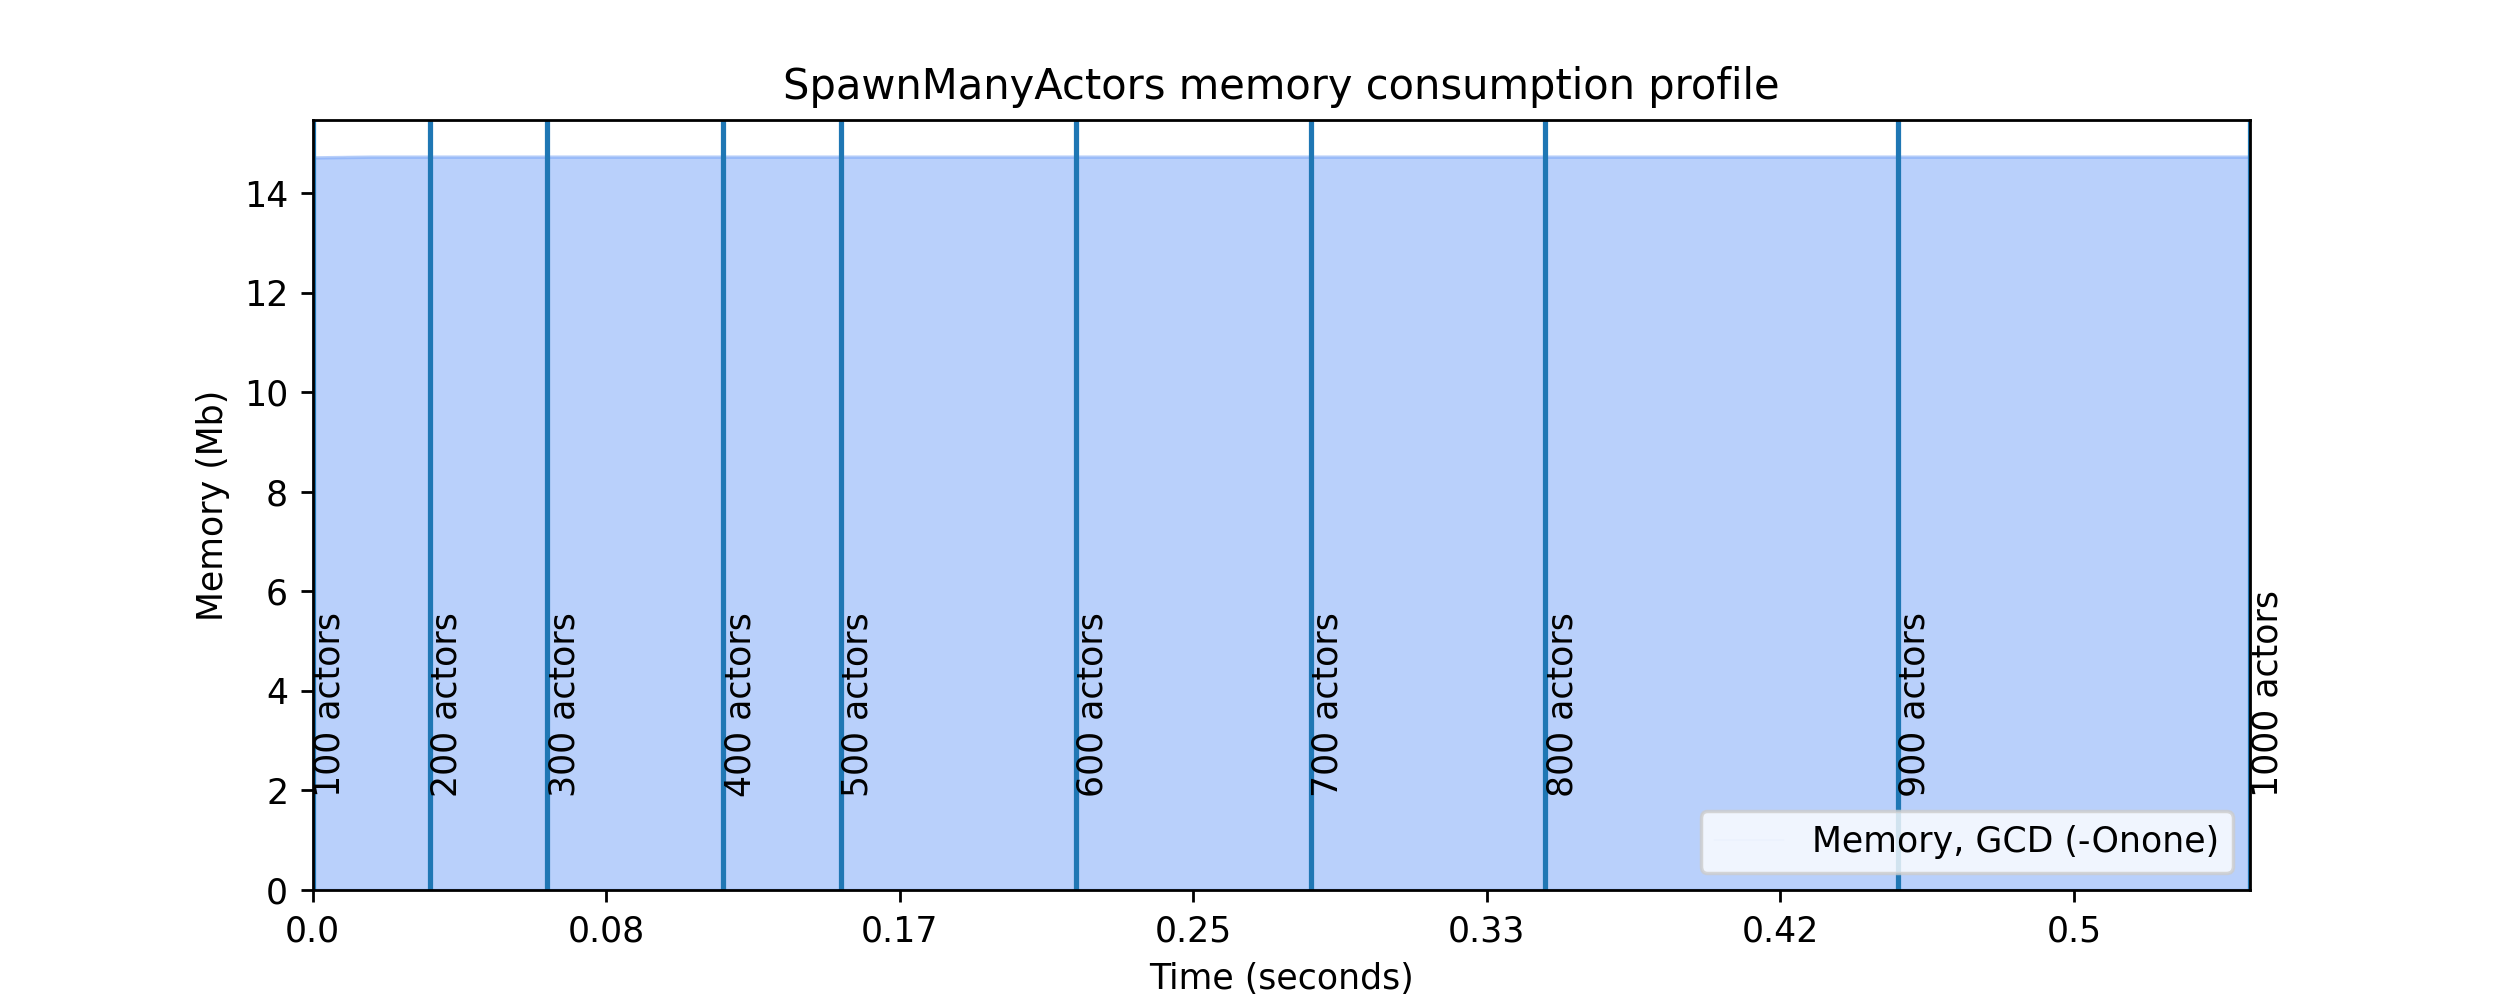 SpawnManyActors memory consumption profile
Memory (Mb)
14
12
10
8
6
4
2
0
100 actors
200 actors
300 actors
400 actors
500 actors
600 actors
700 actors
800 actors
900 actors
1000 actors
Memory, GCD (-Onone)
0.0
0.08
0.17
0.25
0.33
0.42
0.5
Time (seconds)